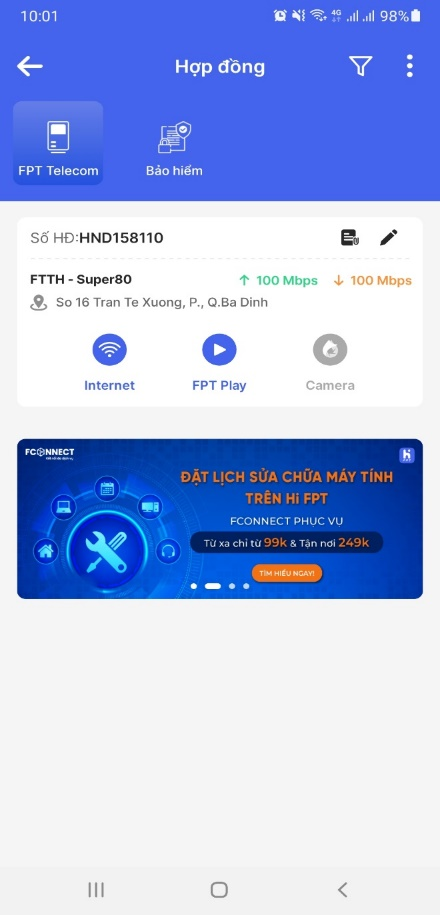 10:01
4G
98%
Hợp đồng
FPT Telecom
Bảo hiểm
Số HĐ:HND158110
FTTH - Super80
↑ 100 Mbps ↓ 100 Mbps
So 16 Tran Te Xuong, P., Q.Ba Dinh
Internet
FPT Play
Camera
FCONNECT
ĐẶT LỊCH SỬA CHỮA MÁY TÍNH
TRÊN Hi FPT
FCONNECT PHỤC VỤ
Từ xa chỉ từ 99k & Tận nơi 249k
TÌM HIỂU NGAY!